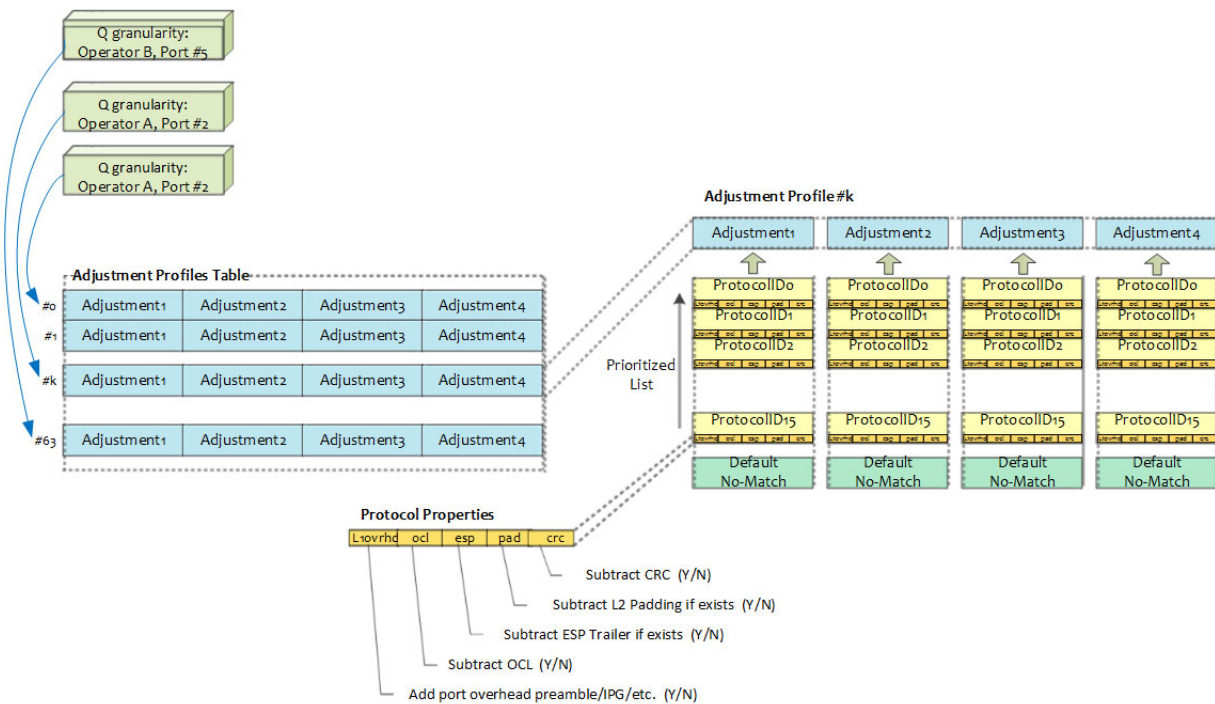 Q granularity:
Operator B, Port #5
Q granularity:
Operator A, Port #2
Q granularity:
Operator A, Port #2
Adjustment Profile #k
Adjustment1 Adjustment2 Adjustment3 Adjustment4
Adjustment Profiles Table
#0 Adjustment1 Adjustment2 Adjustment3 Adjustment4
#1 Adjustment1 Adjustment2 Adjustment3 Adjustment4
#k Adjustment1 Adjustment2 Adjustment3 Adjustment4
#63 Adjustment1 Adjustment2 Adjustment3 Adjustment4
Prioritized
List
ProtocolID0 ProtocolID0 ProtocolID0 ProtocolID0
ProtocolID1 ProtocolID1 ProtocolID1 ProtocolID1
ProtocolID2 ProtocolID2 ProtocolID2 ProtocolID2
ProtocolID15 ProtocolID15 ProtocolID15 ProtocolID15
Default Default Default Default
No-Match No-Match No-Match No-Match
Protocol Properties
L1ovrhd ocl esp pad crc
Subtract CRC (Y/N)
Subtract L2 Padding if exists (Y/N)
Subtract ESP Trailer if exists (Y/N)
Subtract OCL (Y/N)
Add port overhead preamble/IPG/etc. (Y/N)